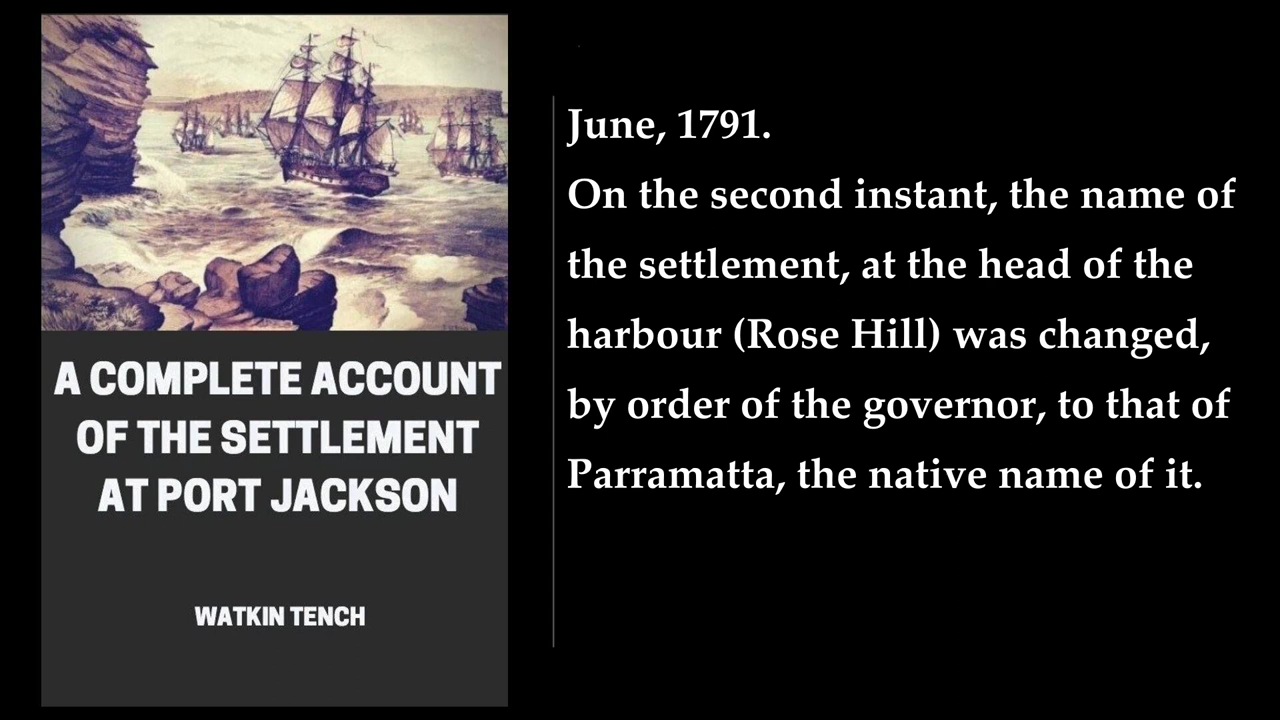 A COMPLETE ACCOUNT
OF THE SETTLEMENT
AT PORT JACKSON
WATKIN TENCH
June, 1791.
On the second instant, the name of
the settlement, at the head of the
harbour (Rose Hill) was changed,
by order of the governor, to that of
Parramatta, the native name of it.